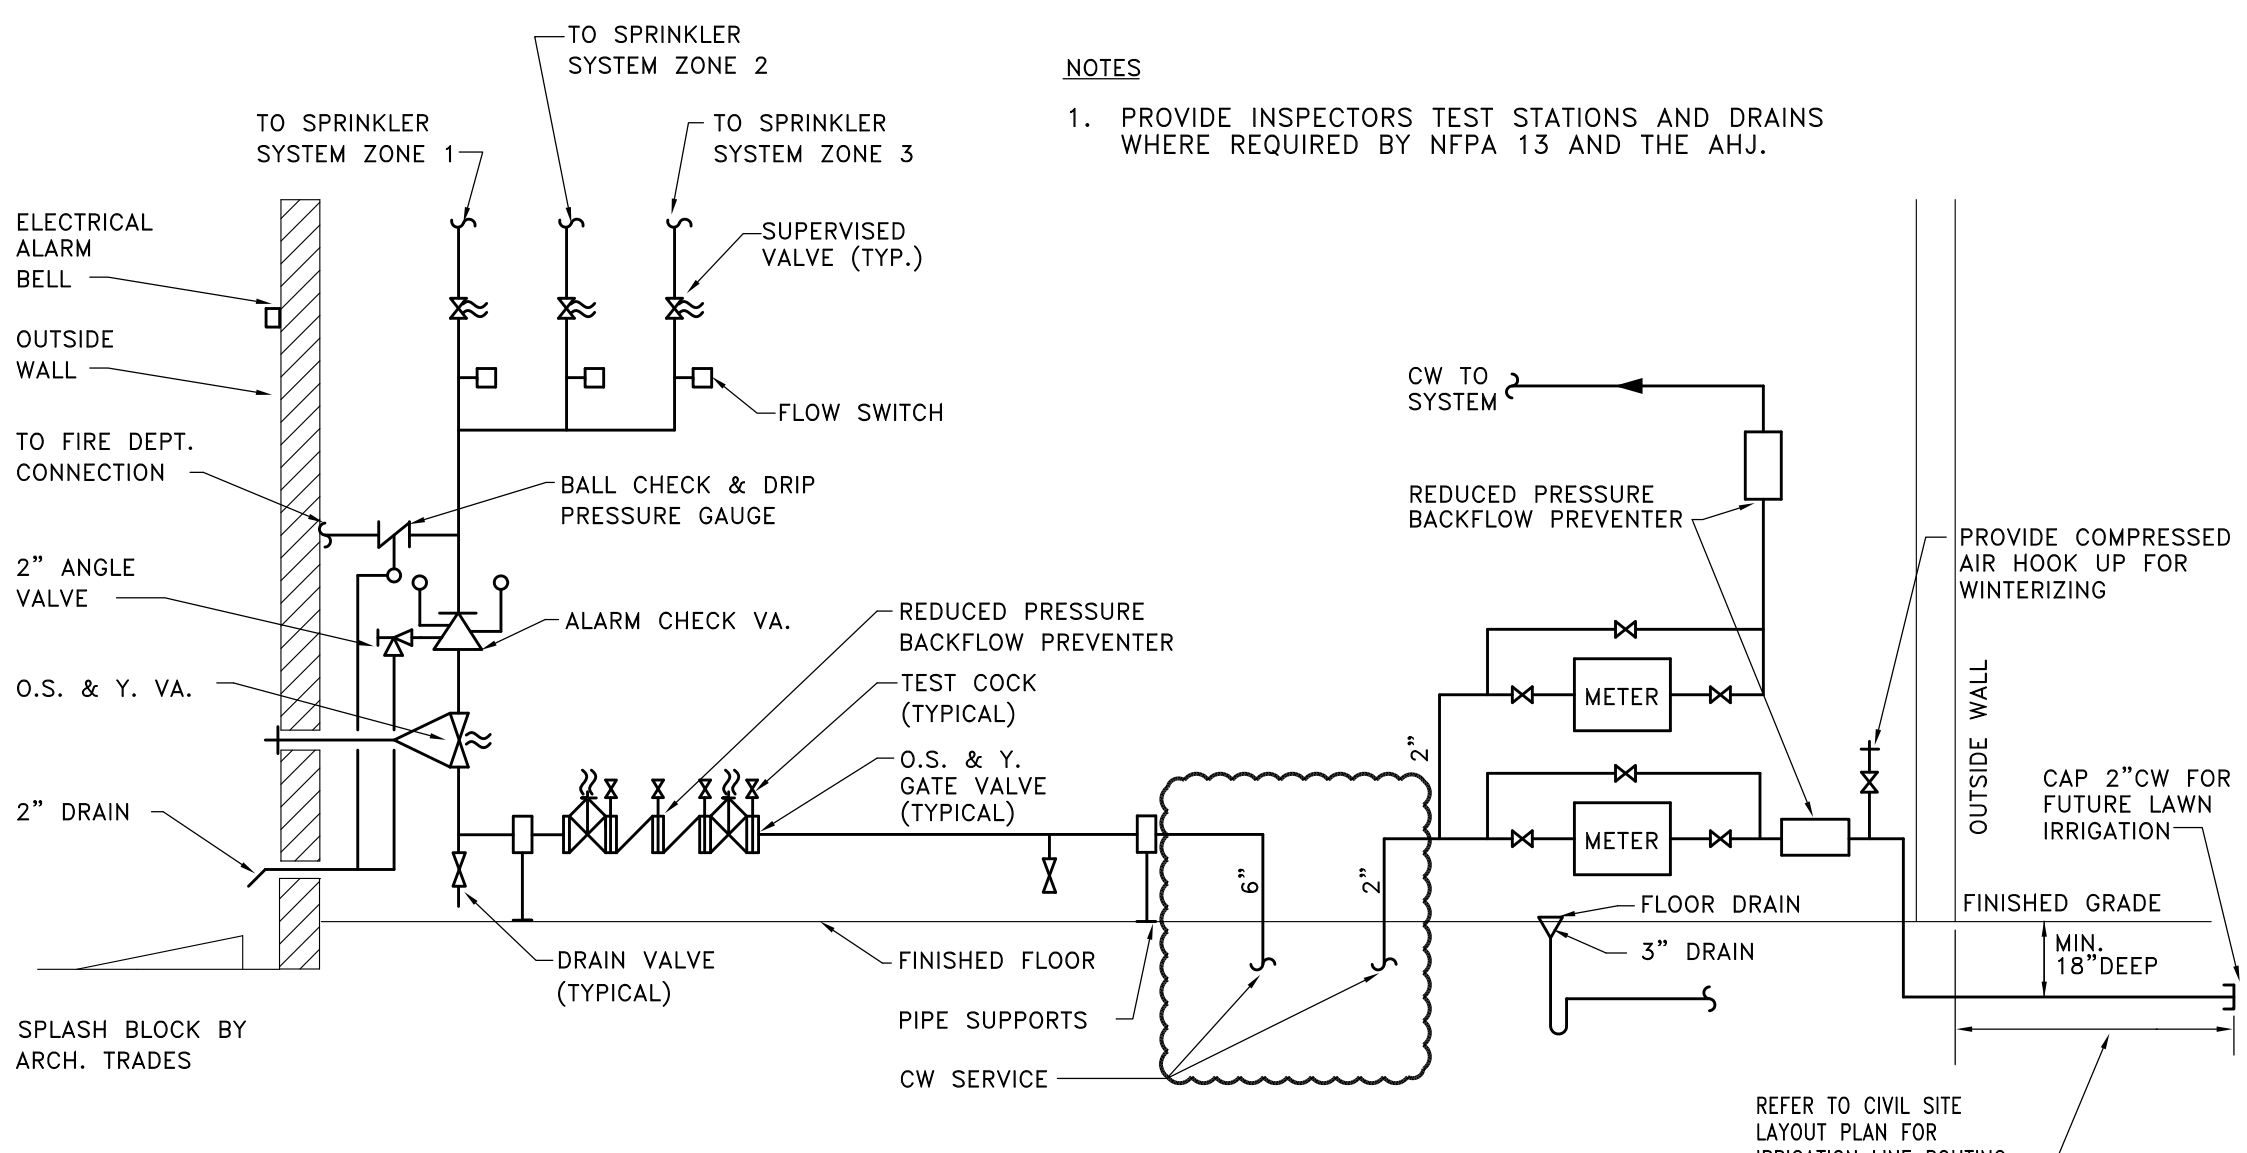 TO SPRINKLER
SYSTEM ZONE 2
NOTES
1. PROVIDE INSPECTORS TEST STATIONS AND DRAINS
WHERE REQUIRED BY NFPA 13 AND THE AHJ.
TO SPRINKLER
SYSTEM ZONE 1
TO SPRINKLER
SYSTEM ZONE 3
ELECTRICAL
ALARM
BELL
SUPERVISED
VALVE (TYP.)
OUTSIDE
WALL
FLOW SWITCH
CW TO
SYSTEM
TO FIRE DEPT.
CONNECTION
BALL CHECK & DRIP
PRESSURE GAUGE
REDUCED PRESSURE
BACKFLOW PREVENTER
PROVIDE COMPRESSED
AIR HOOK UP FOR
WINTERIZING
2" ANGLE
VALVE
ALARM CHECK VA.
REDUCED PRESSURE
BACKFLOW PREVENTER
O.S. & Y. VA.
TEST COCK
(TYPICAL)
METER
2"
OUTSIDE WALL
O.S. & Y.
GATE VALVE
(TYPICAL)
CAP 2"CW FOR
FUTURE LAWN
IRRIGATION
2" DRAIN
METER
6"
2"
FLOOR DRAIN
FINISHED GRADE
3" DRAIN
MIN.
18"DEEP
DRAIN VALVE
(TYPICAL)
FINISHED FLOOR
PIPE SUPPORTS
SPLASH BLOCK BY
ARCH. TRADES
CW SERVICE
REFER TO CIVIL SITE
LAYOUT PLAN FOR
IRRIGATION LINE ROUTING